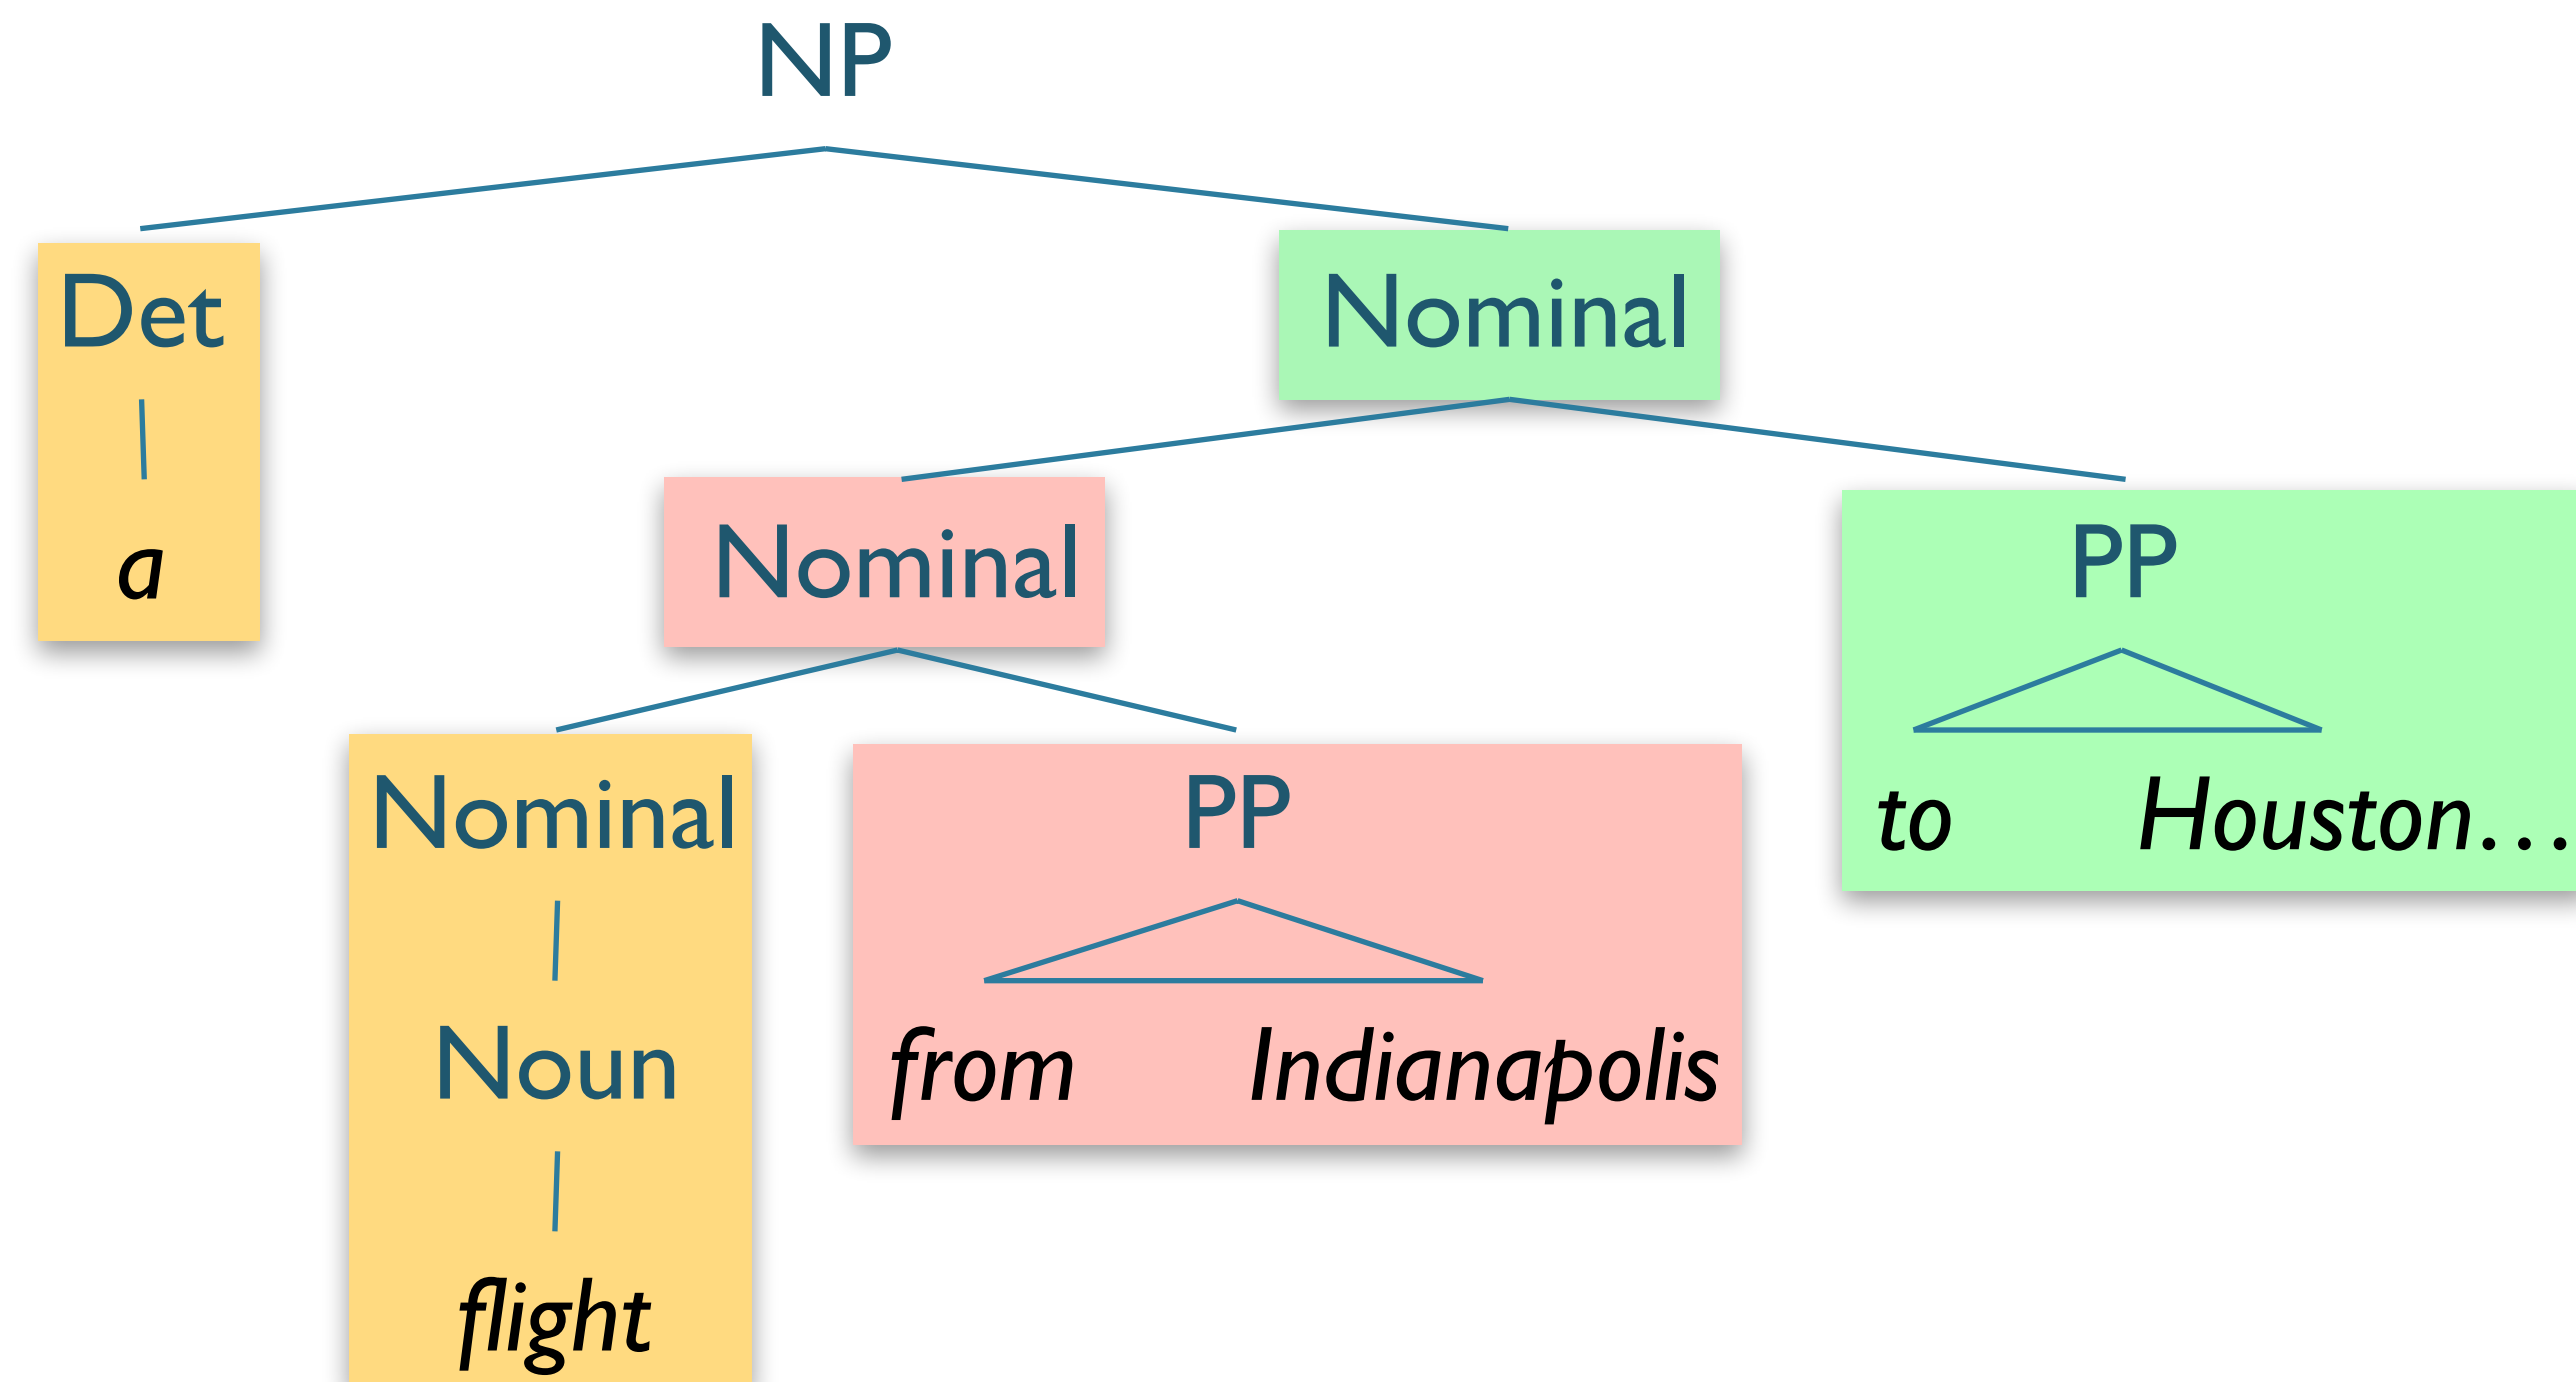 NP
Det Nominal
a Nominal PP
Nominal PP to Houston…
Noun from Indianapolis
flight